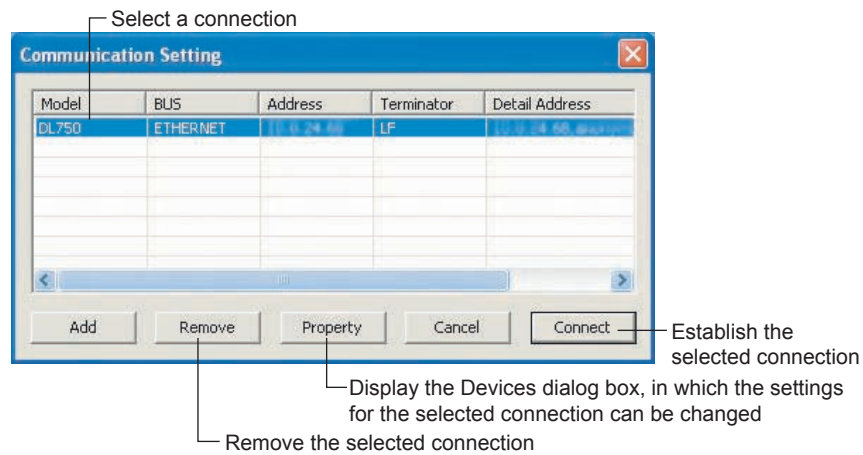 Select a connection
Communication Setting
Model BUS Address Terminator Detail Address
DL750 ETHERNET LF
Add Remove Property Cancel Connect
Establish the
selected connection
Display the Devices dialog box, in which the settings
for the selected connection can be changed
Remove the selected connection